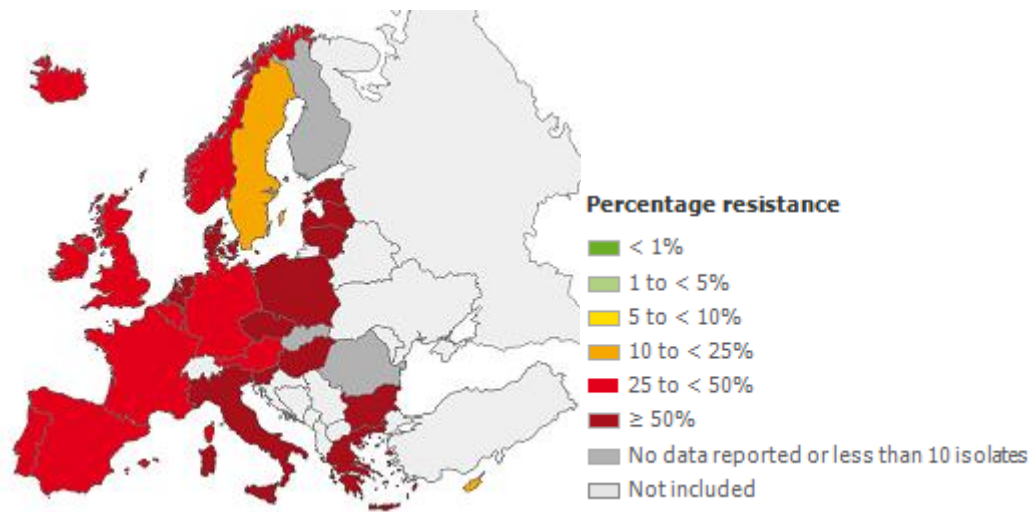 Percentage resistance
< 1%
1 to < 5%
5 to < 10%
10 to < 25%
25 to < 50%
≥ 50%
No data reported or less than 10 isolates
Not included